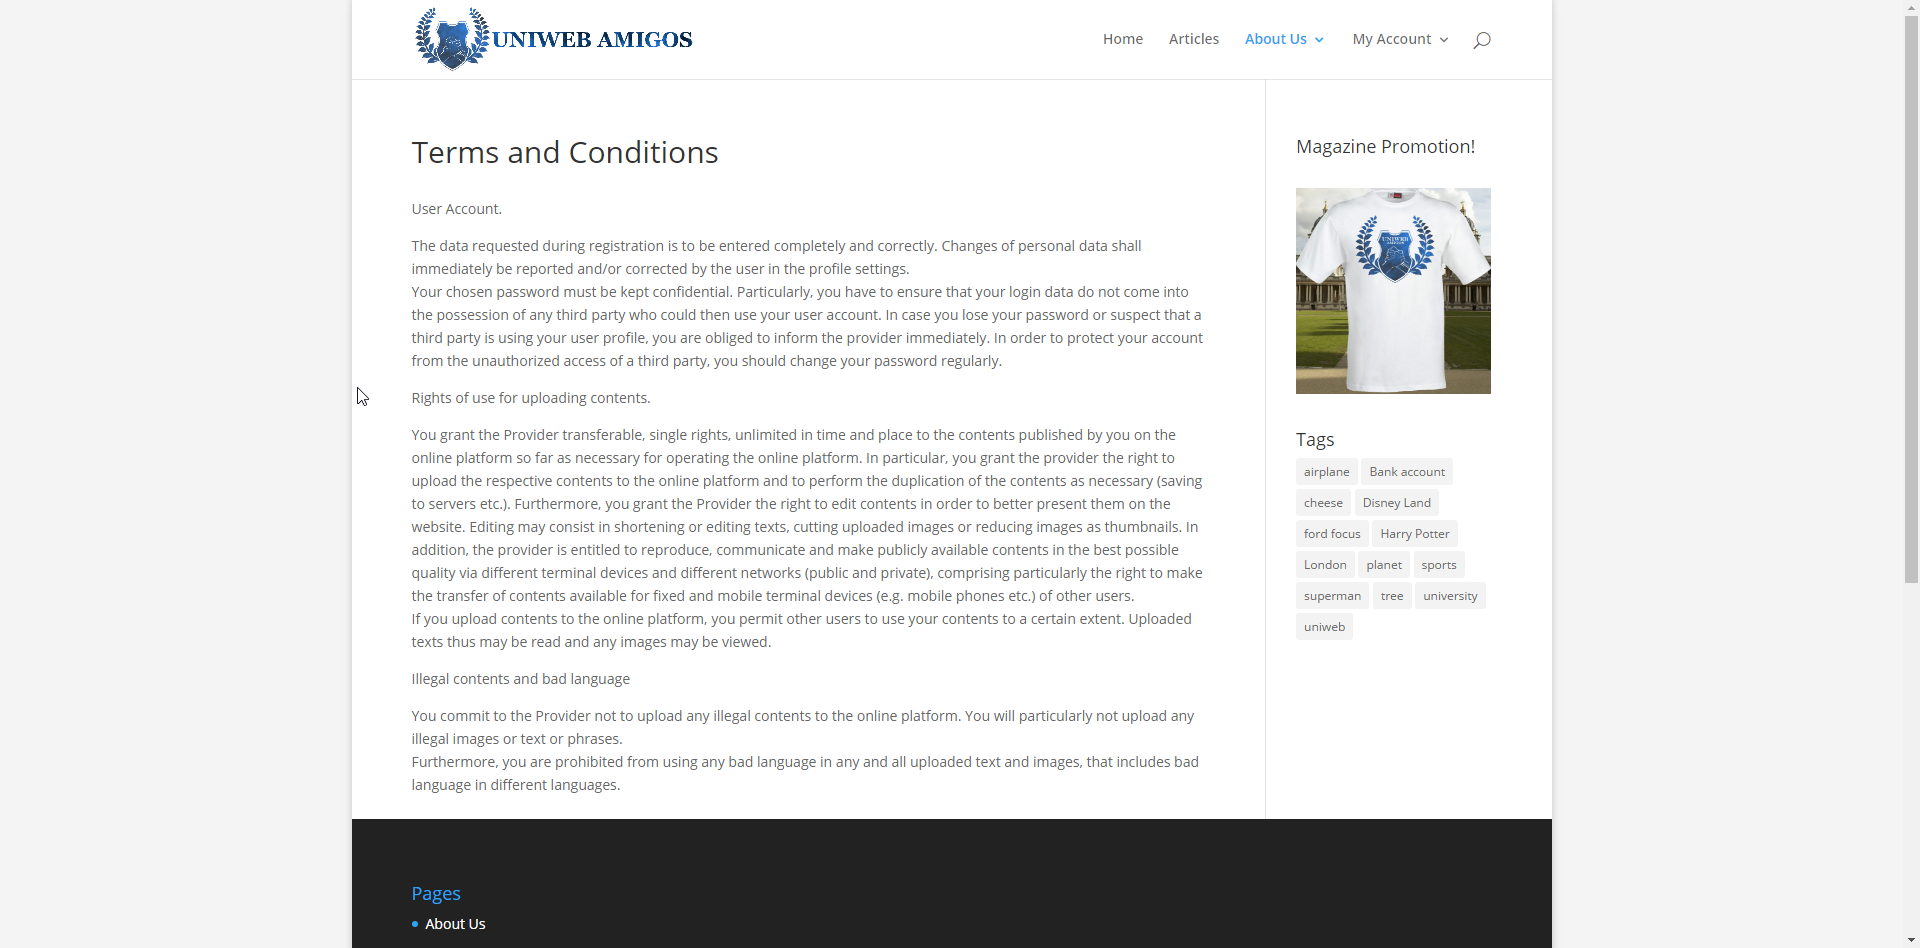 UNIWEB AMIGOS
Home
Articles
About Us
My Account
Terms and Conditions
User Account.
The data requested during registration is to be entered completely and correctly. Changes of personal data shall
immediately be reported and/or corrected by the user in the profile settings.
Your chosen password must be kept confidential. Particularly, you have to ensure that your login data do not come into
the possession of any third party who could then use your user account. In case you lose your password or suspect that a
third party is using your user profile, you are obliged to inform the provider immediately. In order to protect your account
from the unauthorized access of a third party, you should change your password regularly.
Rights of use for uploading contents.
You grant the Provider transferable, single rights, unlimited in time and place to the contents published by you on the
online platform so far as necessary for operating the online platform. In particular, you grant the provider the right to
upload the respective contents to the online platform and to perform the duplication of the contents as necessary (saving
to servers etc.). Furthermore, you grant the Provider the right to edit contents in order to better present them on the
website. Editing may consist in shortening or editing texts, cutting uploaded images or reducing images as thumbnails. In
addition, the provider is entitled to reproduce, communicate and make publicly available contents in the best possible
quality via different terminal devices and different networks (public and private), comprising particularly the right to make
the transfer of contents available for fixed and mobile terminal devices (e.g. mobile phones etc.) of other users.
If you upload contents to the online platform, you permit other users to use your contents to a certain extent. Uploaded
texts thus may be read and any images may be viewed.
Illegal contents and bad language
You commit to the Provider not to upload any illegal contents to the online platform. You will particularly not upload any
illegal images or text or phrases.
Furthermore, you are prohibited from using any bad language in any and all uploaded text and images, that includes bad
language in different languages.
Magazine Promotion!
UNIWEB
AMIGOS
Tags
airplane
Bank account
cheese
Disney Land
ford focus
Harry Potter
London
planet
sports
superman
tree
university
uniweb
Pages
About Us